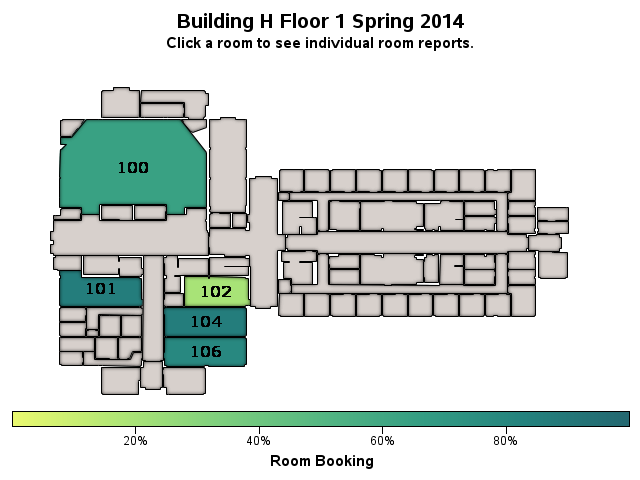 Building H Floor 1 Spring 2014
Click a room to see individual room reports.
100
101
102
104
106
20% 40% 60% 80%
Room Booking